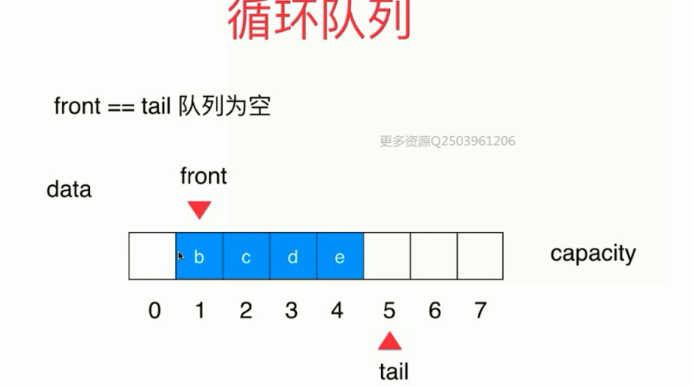 循环队列
front == tail 队列为空
更多资源Q2503961206
front
data
b c d e
capacity
0 1 2 3 4 5 6 7
tail